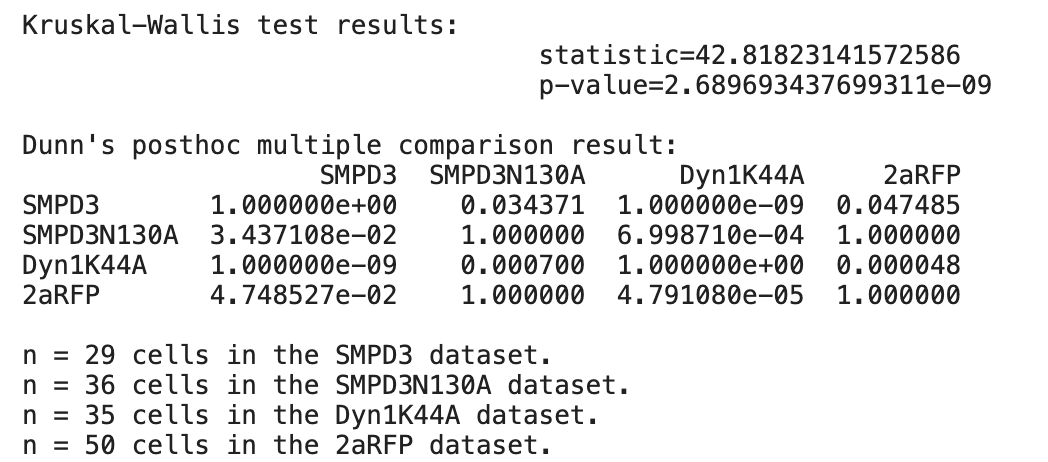 Kruskal-Wallis test results:
statistic=42.81823141572586
p-value=2.689693437699311e-09
Dunn's posthoc multiple comparison result:
SMPD3 SMPD3N130A Dyn1K44A 2aRFP
SMPD3 1.000000e+00 0.034371 1.000000e-09 0.047485
SMPD3N130A 3.437108e-02 1.000000 6.998710e-04 1.000000
Dyn1K44A 1.000000e-09 0.000700 1.000000e+00 0.000048
2aRFP 4.748527e-02 1.000000 4.791080e-05 1.000000
n = 29 cells in the SMPD3 dataset.
n = 36 cells in the SMPD3N130A dataset.
n = 35 cells in the Dyn1K44A dataset.
n = 50 cells in the 2aRFP dataset.